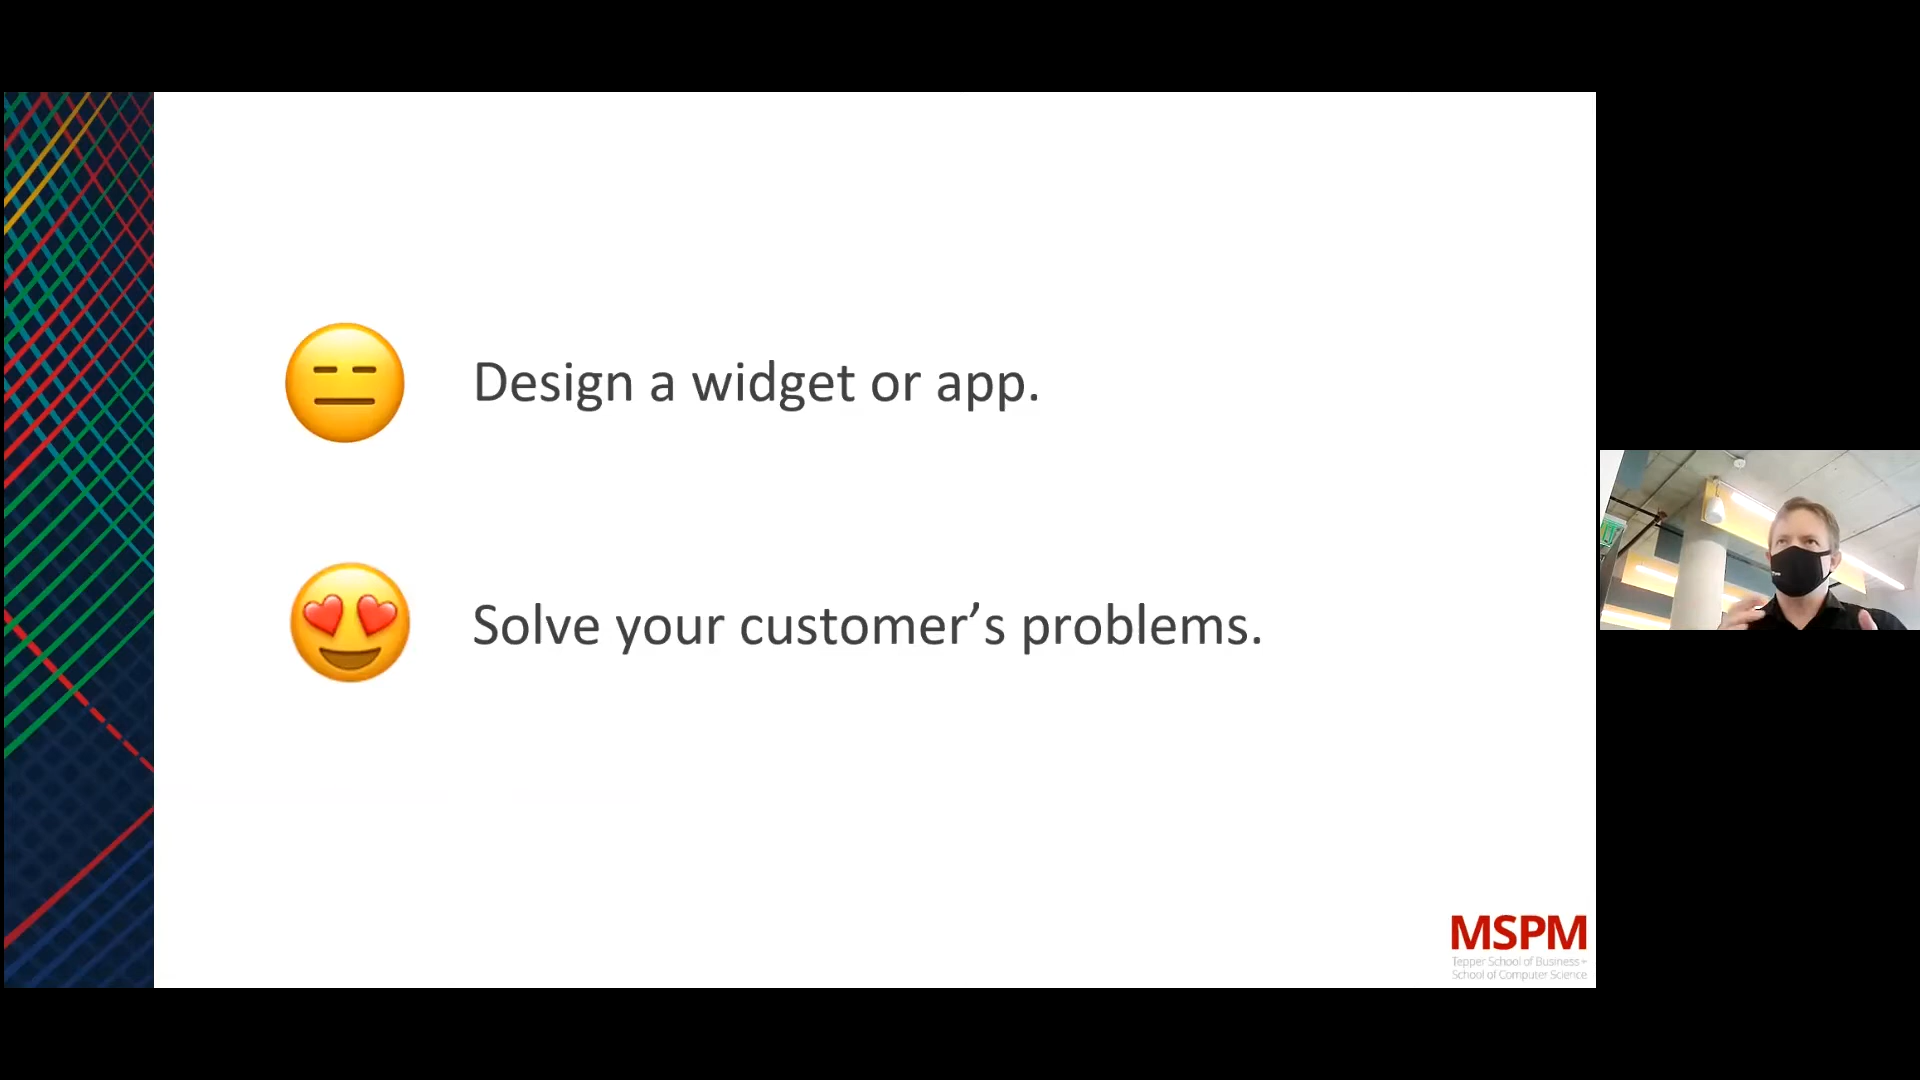 Design a widget or app.
Solve your customer’s problems.
MSPM
Tepper School of Business +
School of Computer Science